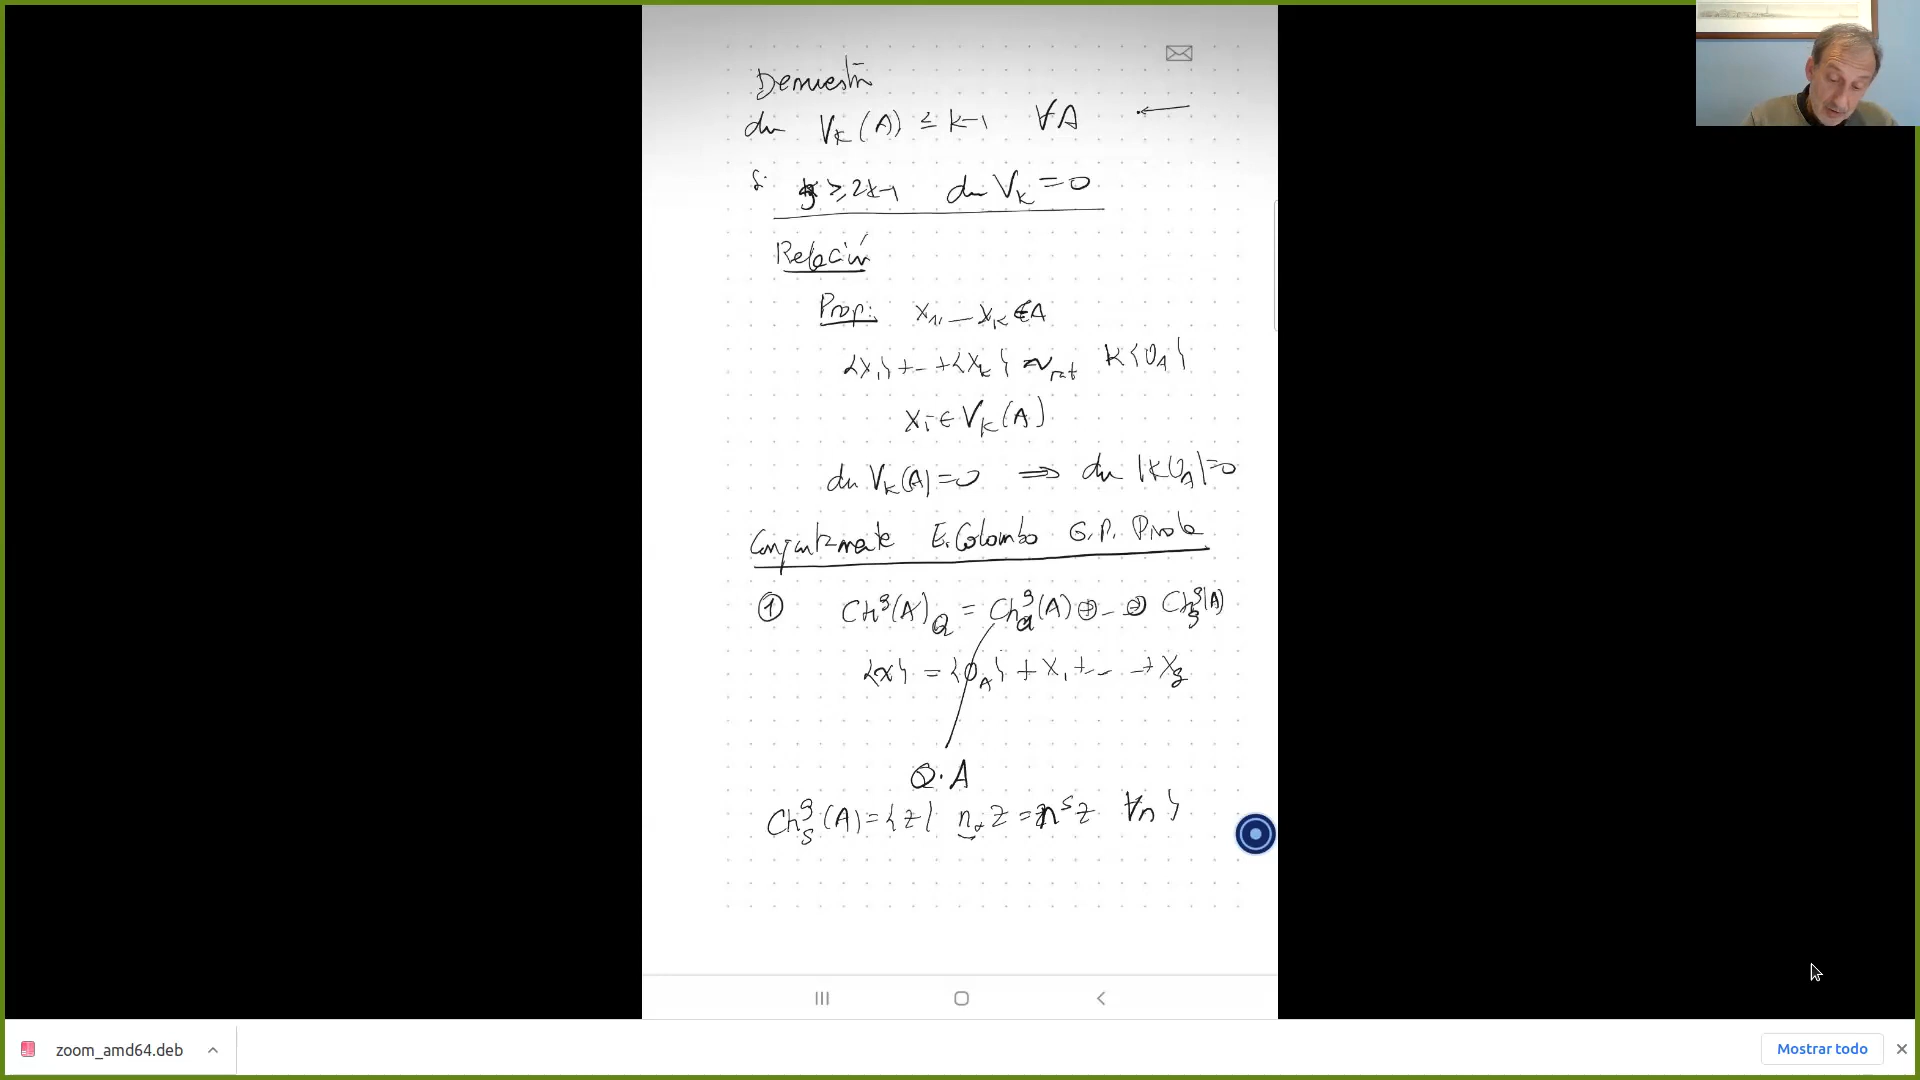 Demuestra
dim V_k(A) ≤ k-1 ∀A ←
Si g ≥ 2k-1 dim V_k = 0
Relación
Prop: x_1, — x_k ∈ A
{x_1} + - + {x_k} ~_rat k{0_A}
x_i ∈ V_k(A)
dim V_k(A) = 0 ⟹ dim |k0_A| = 0
Conjuntamente E. Colombo G.P. Pirola
① CH^g(A)_Q = CH^g_0(A) ⊕ - ⊕ CH^g_g(A)
{x} = {0_A} + x_1 + - - + x_g
Q·A
CH^g_s(A) = {z | n_* z = n^s z ∀n}
zoom_amd64.deb
Mostrar todo